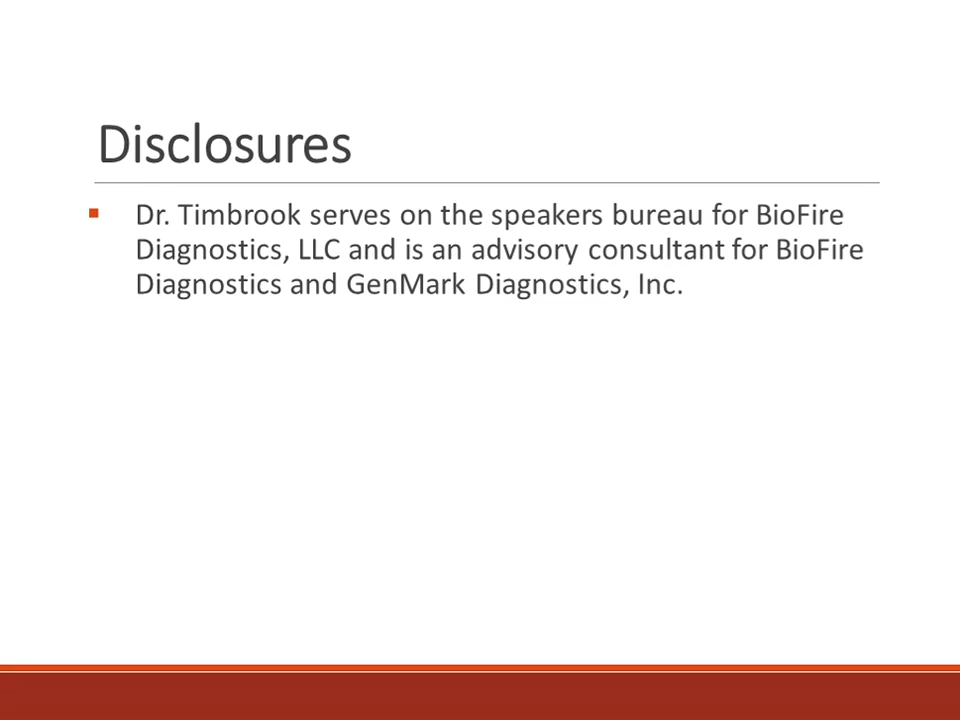 Disclosures
Dr. Timbrook serves on the speakers bureau for BioFire
Diagnostics, LLC and is an advisory consultant for BioFire
Diagnostics and GenMark Diagnostics, Inc.